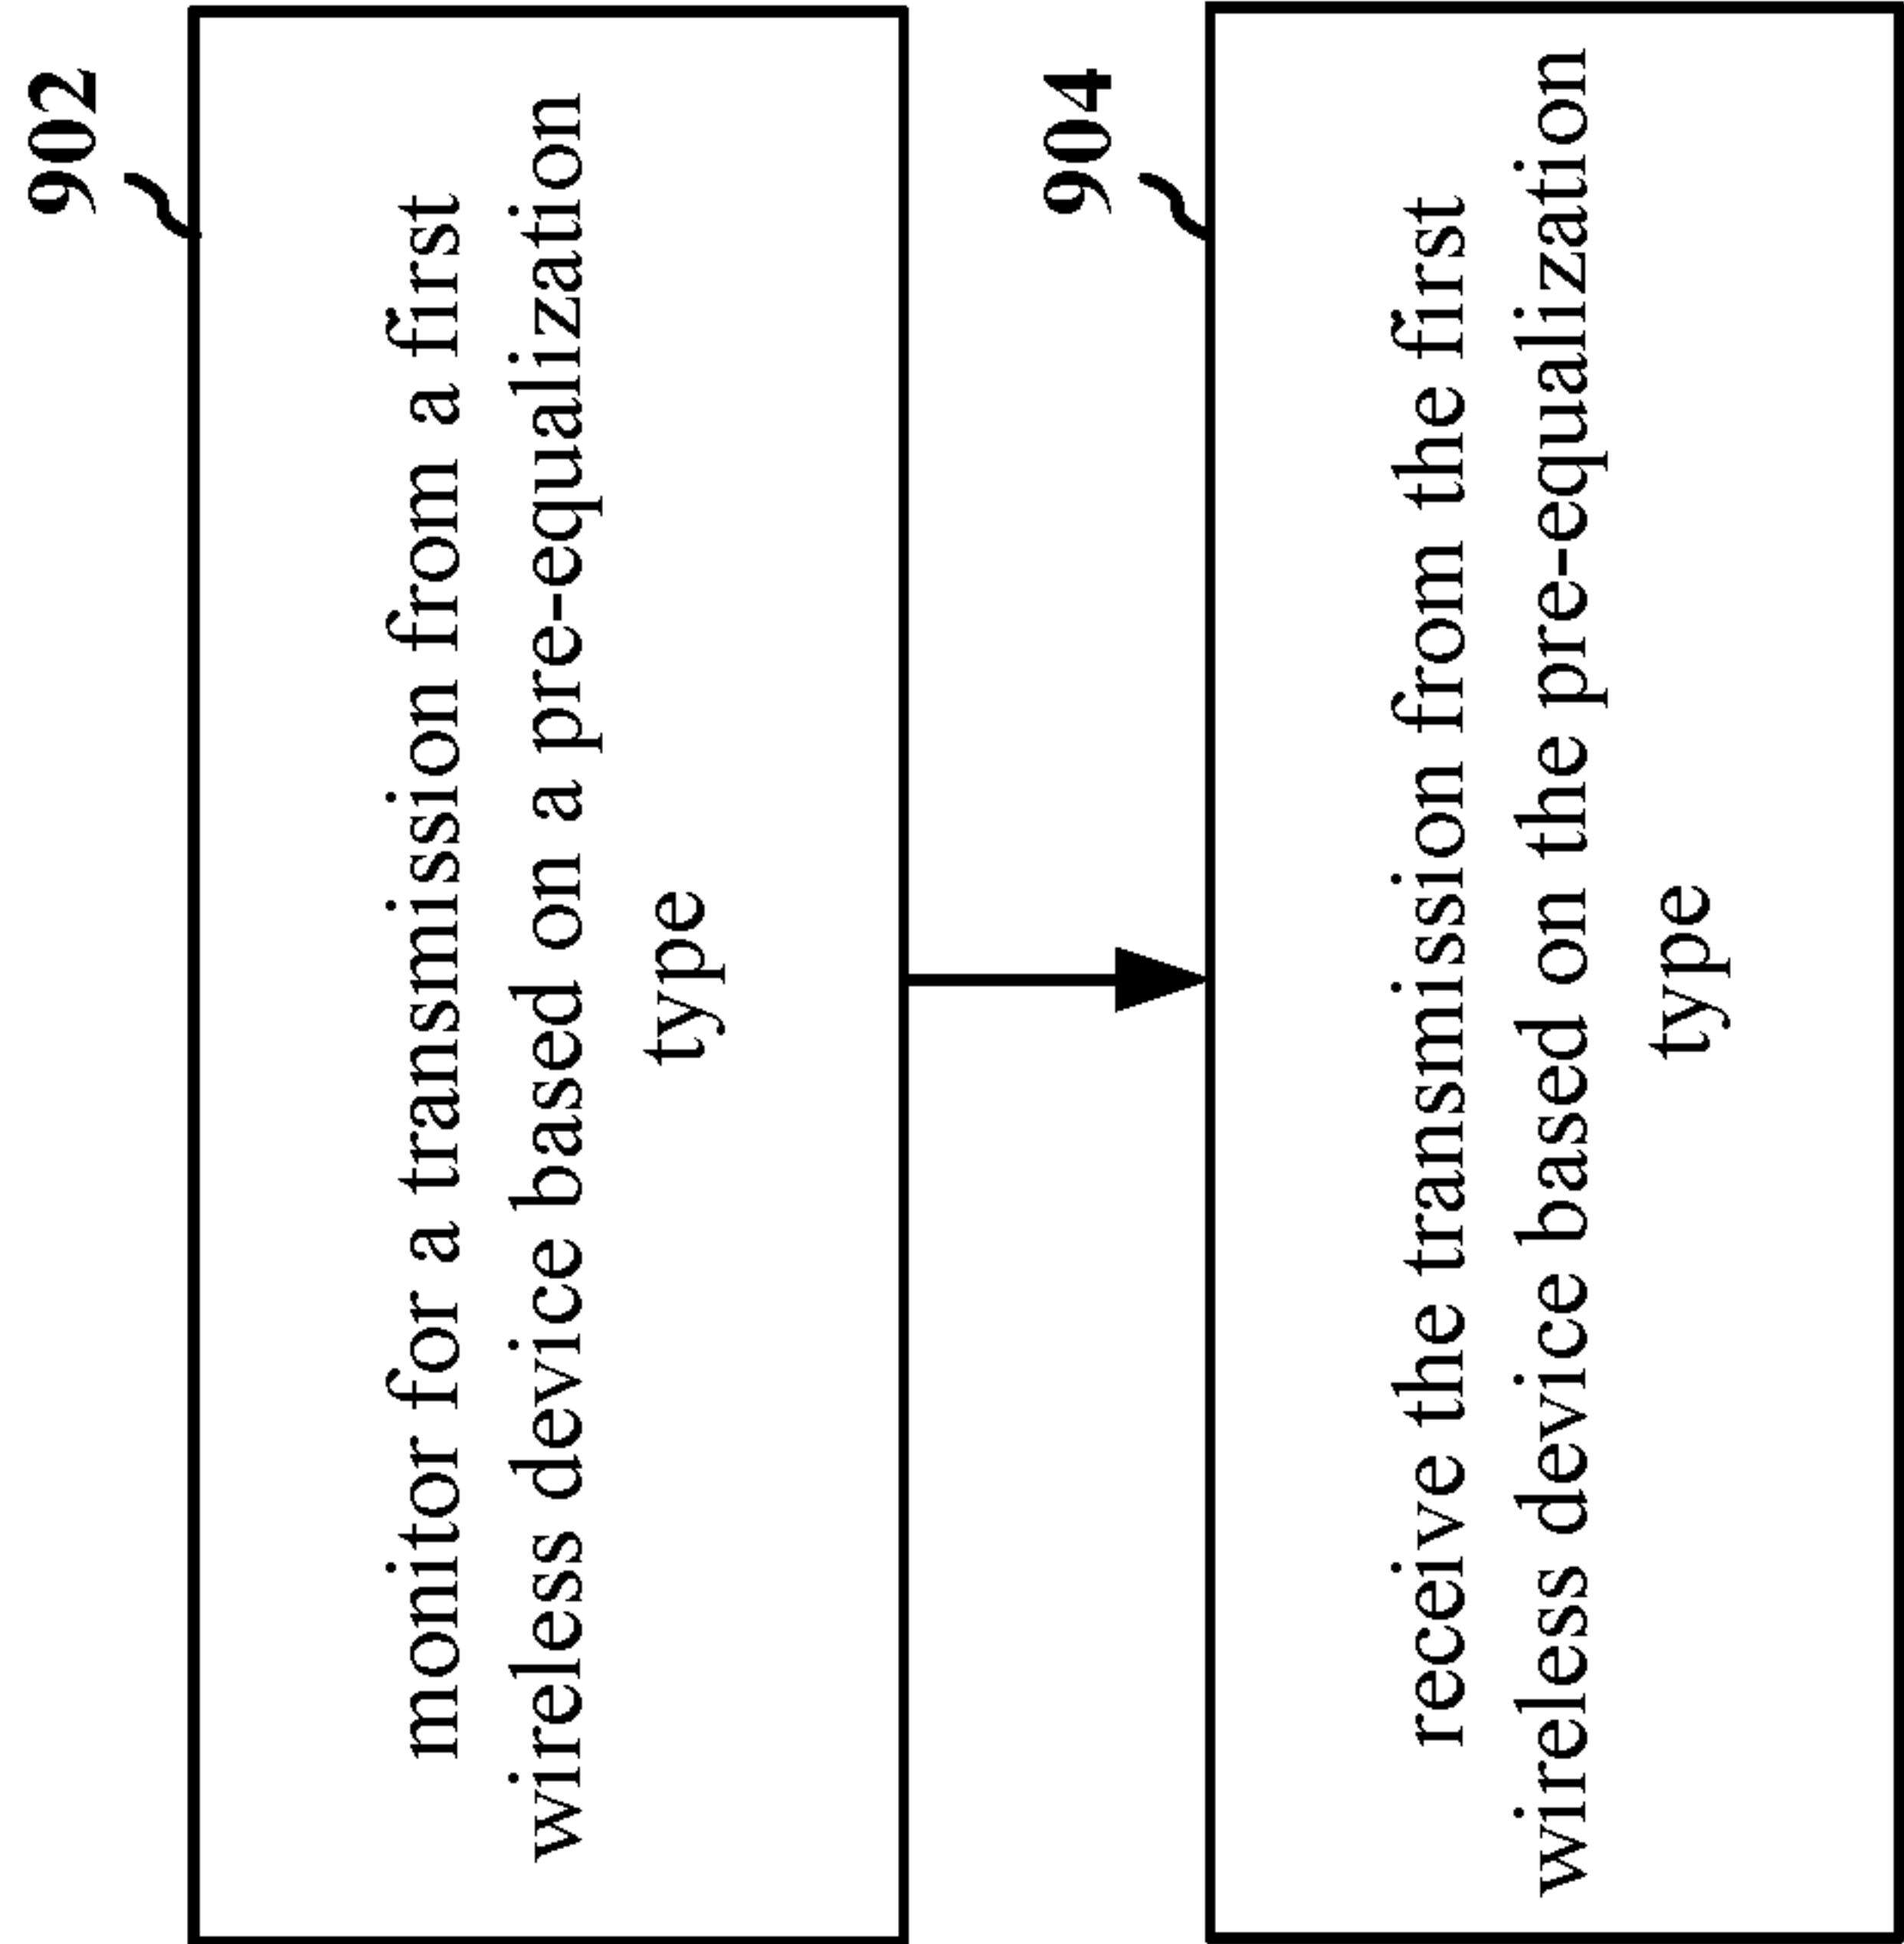 902
monitor for a transmission from a first
wireless device based on a pre-equalization
type
904
receive the transmission from the first
wireless device based on the pre-equalization
type